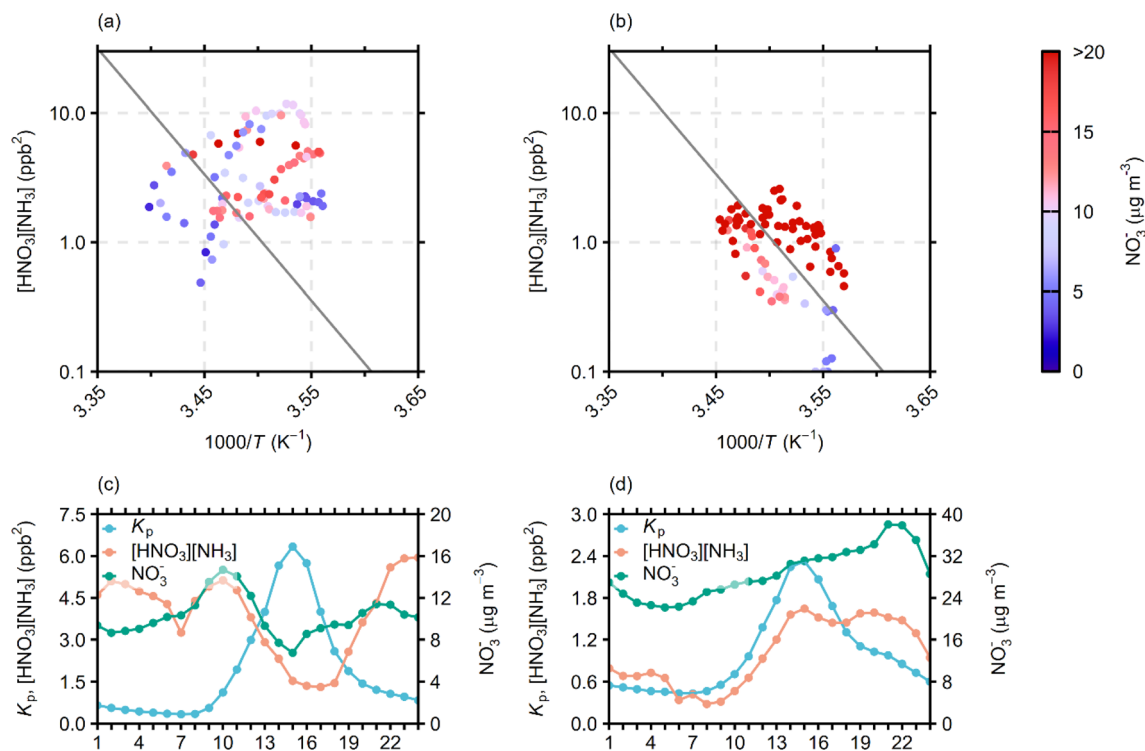 (a)
(b)
[HNO₃][NH₃] (ppb²)
10.0
1.0
0.1
3.35
3.45
3.55
3.65
1000/T (K⁻¹)
[HNO₃][NH₃] (ppb²)
10.0
1.0
0.1
3.35
3.45
3.55
3.65
1000/T (K⁻¹)
>20
15
10
5
0
NO₃⁻ (µg m⁻³)
(c)
Kₚ, [HNO₃][NH₃] (ppb²)
7.5
6.0
4.5
3.0
1.5
0.0
Kₚ
[HNO₃][NH₃]
NO₃⁻
20
16
12
8
4
0
NO₃⁻ (µg m⁻³)
1 4 7 10 13 16 19 22
(d)
Kₚ, [HNO₃][NH₃] (ppb²)
3.0
2.4
1.8
1.2
0.6
0.0
Kₚ
[HNO₃][NH₃]
NO₃⁻
40
32
24
16
8
0
NO₃⁻ (µg m⁻³)
1 4 7 10 13 16 19 22